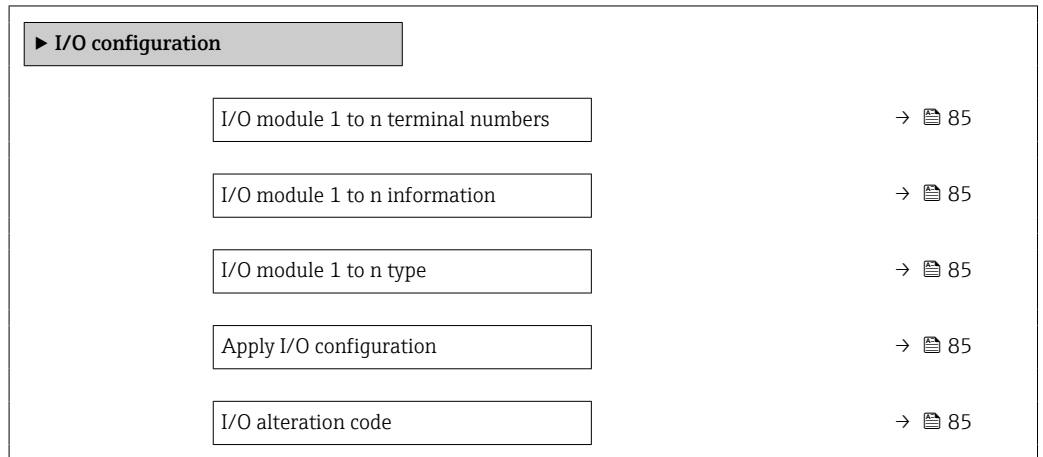 ► I/O configuration
I/O module 1 to n terminal numbers → 85
I/O module 1 to n information → 85
I/O module 1 to n type → 85
Apply I/O configuration → 85
I/O alteration code → 85